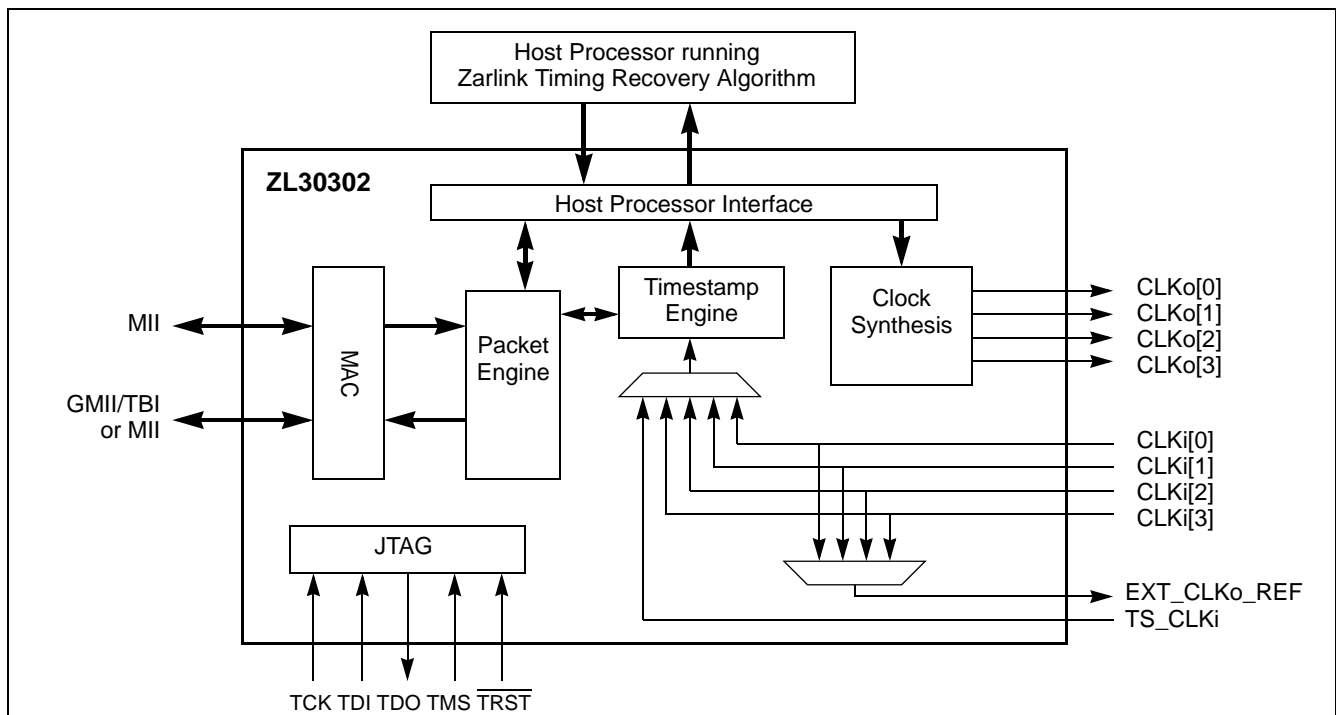 Host Processor running
Zarlink Timing Recovery Algorithm
ZL30302
Host Processor Interface
MII
GMII/TBI
or MII
MAC
Packet
Engine
Timestamp
Engine
Clock
Synthesis
CLKo[0]
CLKo[1]
CLKo[2]
CLKo[3]
CLKi[0]
CLKi[1]
CLKi[2]
CLKi[3]
EXT_CLKo_REF
TS_CLKi
JTAG
TCK TDI TDO TMS TRST